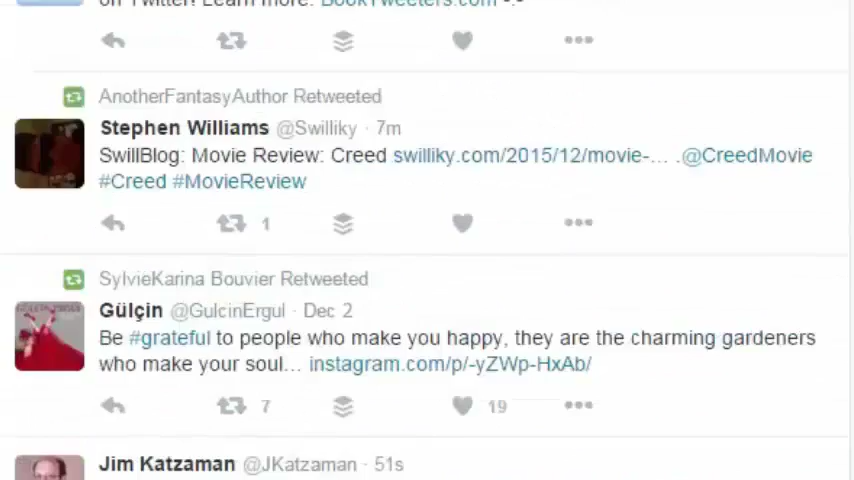 on Twitter! Learn more: BookTweeters.com
AnotherFantasyAuthor Retweeted
Stephen Williams @Swilliky · 7m
SwillBlog: Movie Review: Creed swilliky.com/2015/12/movie-... .@CreedMovie
#Creed #MovieReview
1
SylvieKarina Bouvier Retweeted
Gülçin @GulcinErgul · Dec 2
Be #grateful to people who make you happy, they are the charming gardeners
who make your soul... instagram.com/p/-yZWp-HxAb/
7 19
Jim Katzaman @JKatzaman · 51s